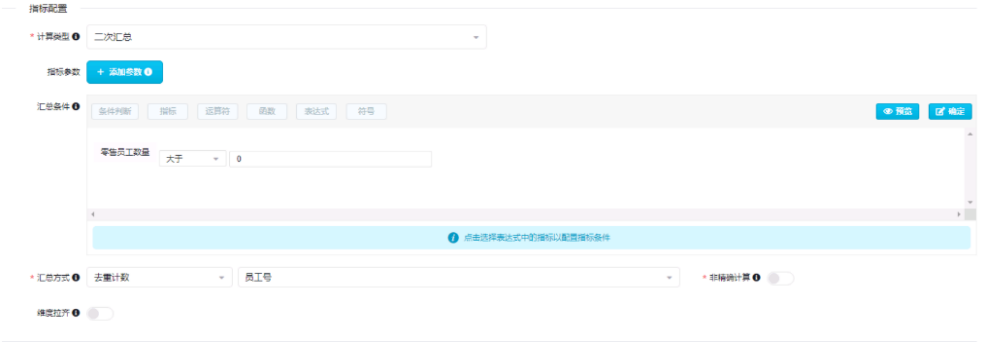 指标配置
* 计算类型 二次汇总
指标参数 + 添加参数
汇总条件 条件判断 指标 运算符 函数 表达式 符号 预览 确定
零售员工数量 大于 0
点击选择表达式中的指标以配置指标条件
* 汇总方式 去重计数 员工号 * 非精确计算
维度拉齐